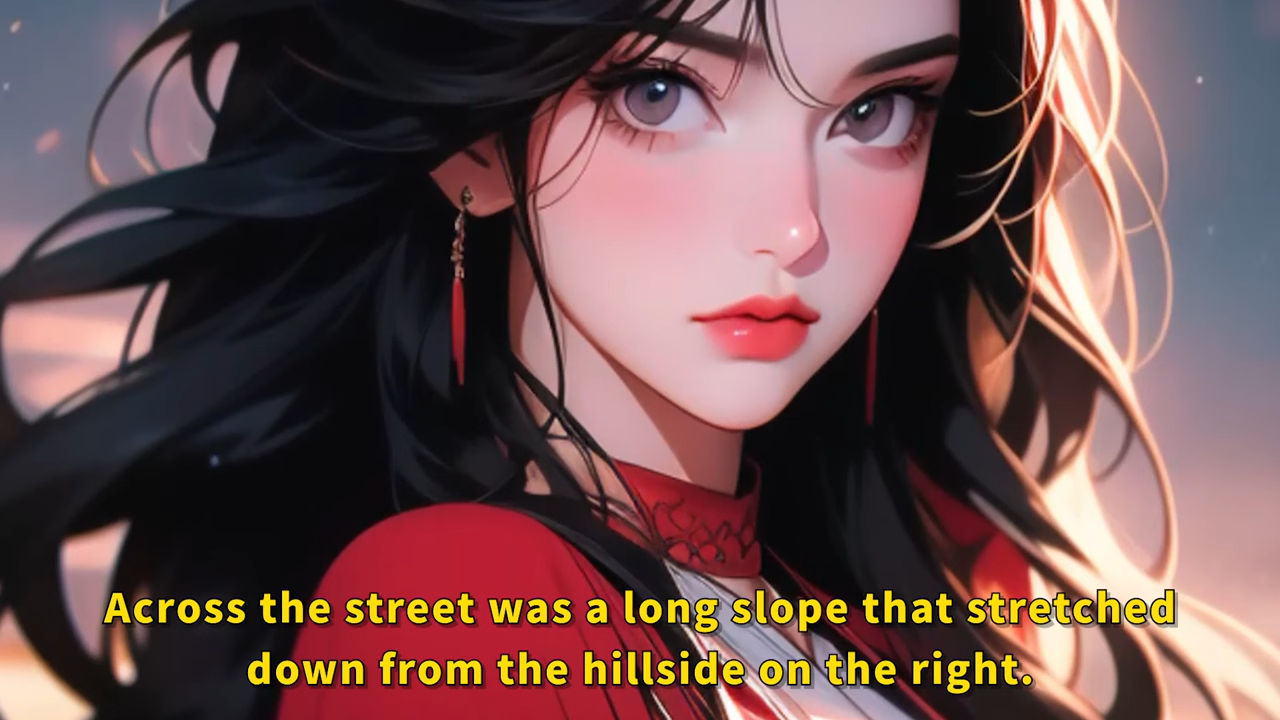 Across the street was a long slope that stretched
down from the hillside on the right.